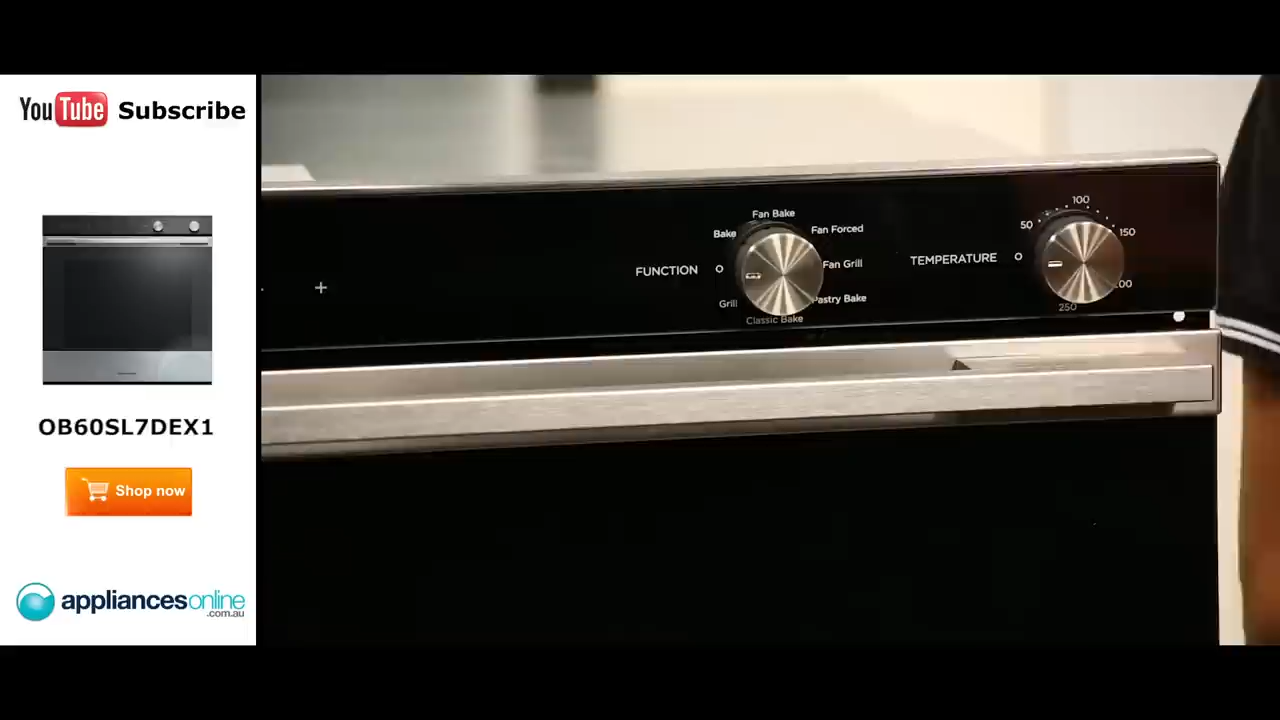 YouTube Subscribe
OB60SL7DEX1
Shop now
appliancesonline
.com.au
+
FUNCTION
Bake
Fan Bake
Fan Forced
Fan Grill
Pastry Bake
Classic Bake
Grill
TEMPERATURE
50
100
150
250